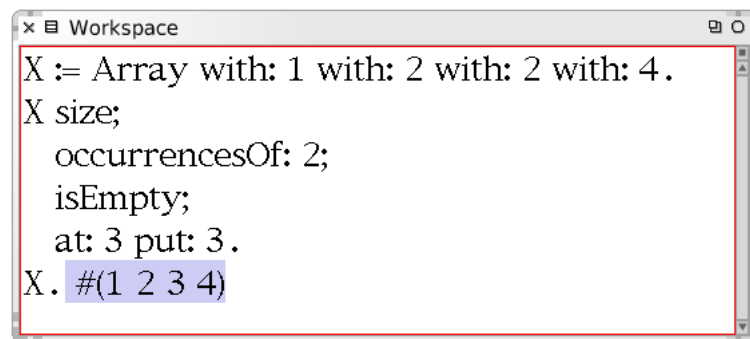 Workspace
X := Array with: 1 with: 2 with: 2 with: 4.
X size;
occurrencesOf: 2;
isEmpty;
at: 3 put: 3.
X. #(1 2 3 4)